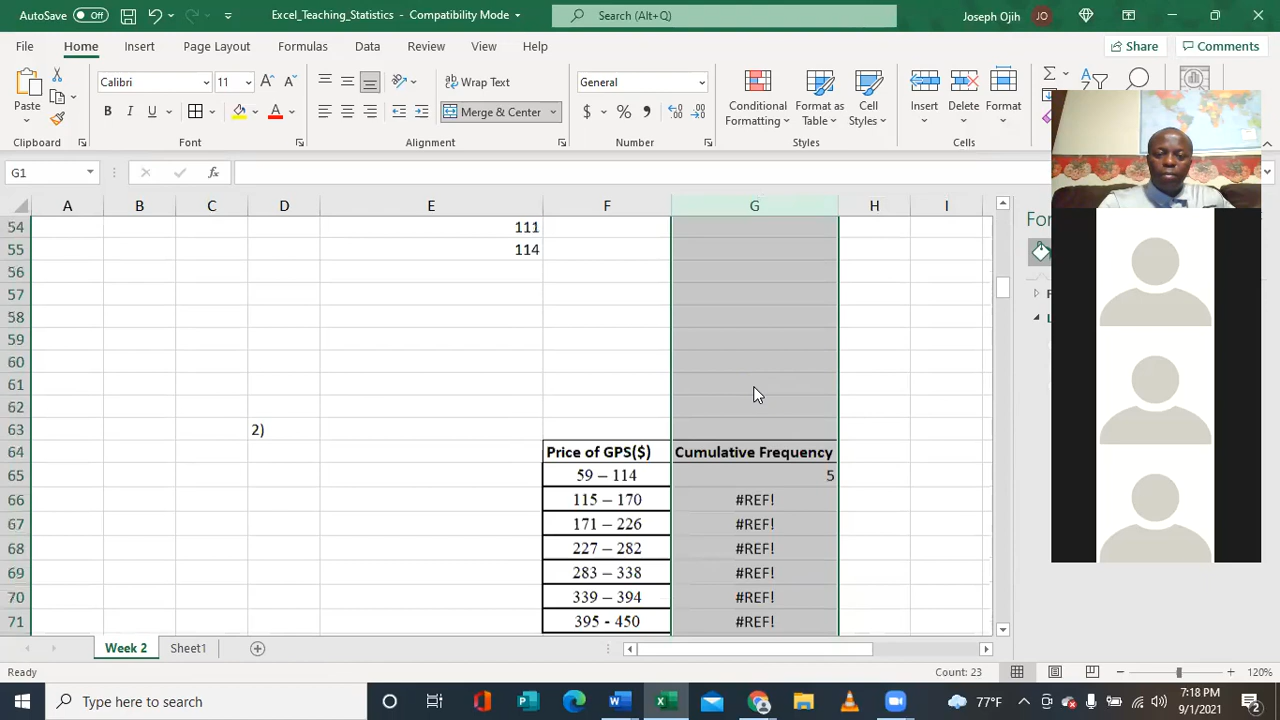 AutoSave Off Excel_Teaching_Statistics - Compatibility Mode Search (Alt+Q) Joseph Ojih JO
File Home Insert Page Layout Formulas Data Review View Help Share Comments
Calibri 11 Wrap Text General
Paste B I U Merge & Center $ % Conditional Formatting Format as Table Cell Styles Insert Delete Format
Clipboard Font Alignment Number Styles Cells
G1 fx
A B C D E F G H I
54 111
55 114
56
57
58
59
60
61
62
63 2)
64 Price of GPS($) Cumulative Frequency
65 59 – 114 5
66 115 – 170 #REF!
67 171 – 226 #REF!
68 227 – 282 #REF!
69 283 – 338 #REF!
70 339 – 394 #REF!
71 395 - 450 #REF!
Week 2 Sheet1
Ready Count: 23 120%
Type here to search 77°F 7:18 PM
9/1/2021 2